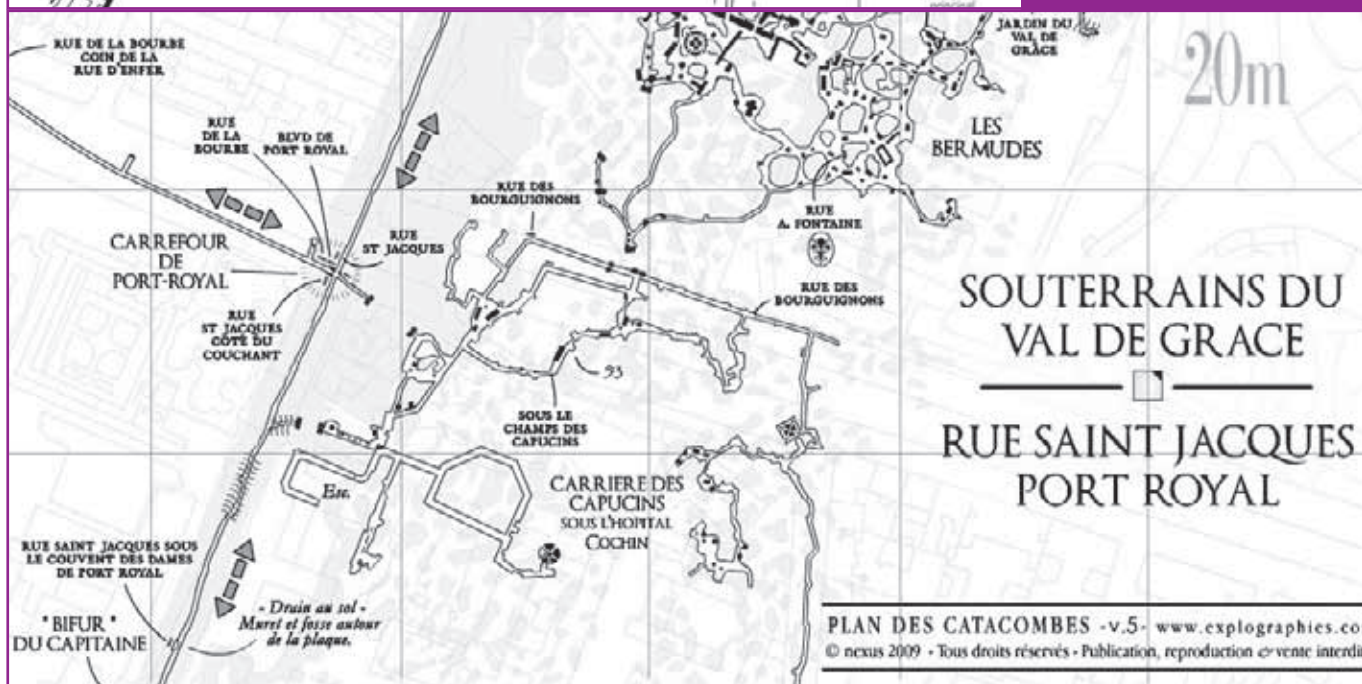 principal
RUE DE LA BOURBE
COIN DE LA
RUE D'ENFER
JARDIN DU
VAL DE
GRÂCE
20m
RUE
DE LA
BOURBE
BLVD DE
PORT ROYAL
LES
BERMUDES
RUE DES
BOURGUIGNONS
RUE
A. FONTAINE
CARREFOUR
DE
PORT-ROYAL
RUE
ST JACQUES
RUE DES
BOURGUIGNONS
RUE
ST JACQUES
COTÉ DU
COUCHANT
SOUTERRAINS DU
VAL DE GRACE
93
SOUS LE
CHAMPS DES
CAPUCINS
RUE SAINT JACQUES
PORT ROYAL
Esc.
CARRIERE DES
CAPUCINS
SOUS L'HOPITAL
COCHIN
RUE SAINT JACQUES SOUS
LE COUVENT DES DAMES
DE PORT ROYAL
- Drain au sol -
Muret et fosse autour
de la plaque.
"BIFUR"
DU CAPITAINE
PLAN DES CATACOMBES -v.5- www.explographies.co
© nexus 2009 - Tous droits réservés - Publication, reproduction & vente interdi